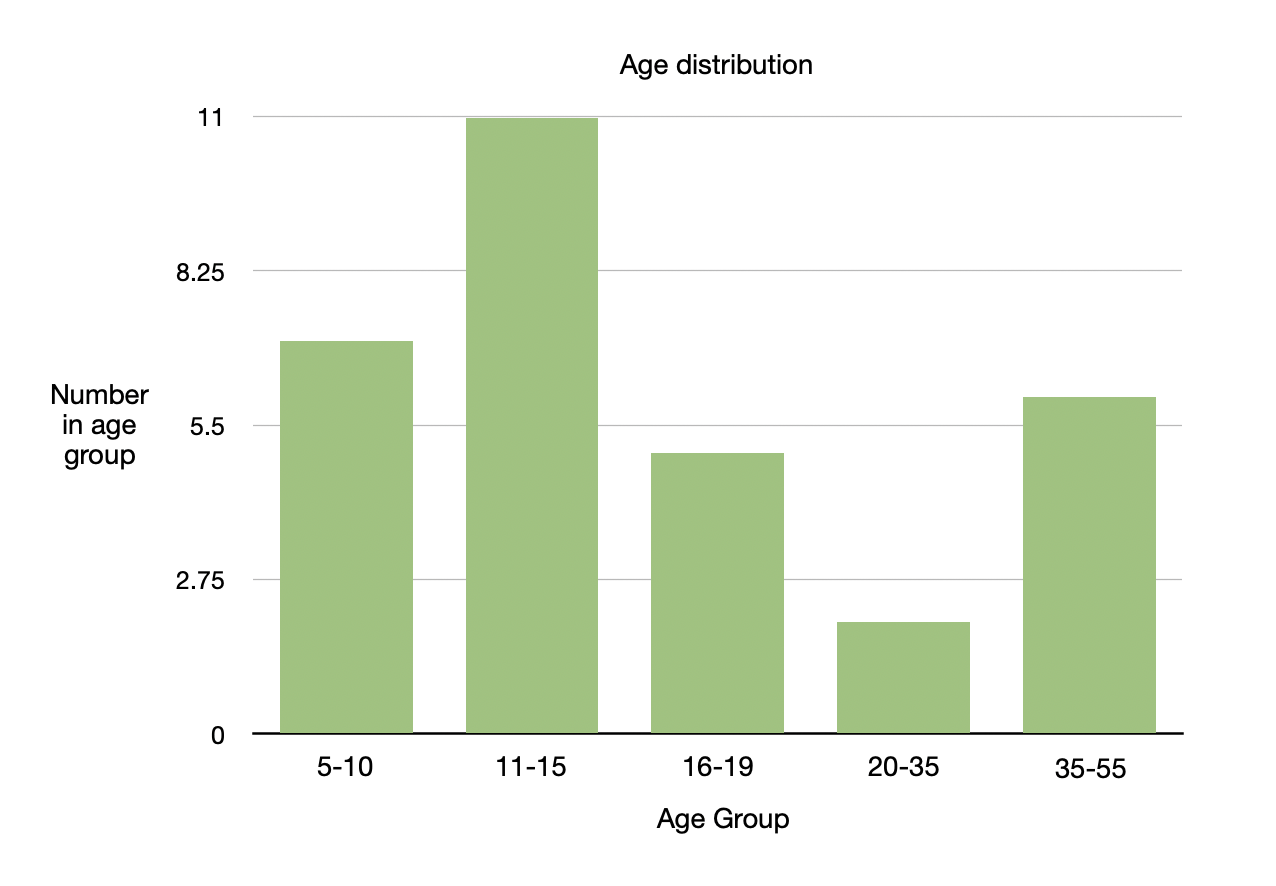 Age distribution
11
8.25
5.5
2.75
0
Number
in age
group
5-10
11-15
16-19
20-35
35-55
Age Group